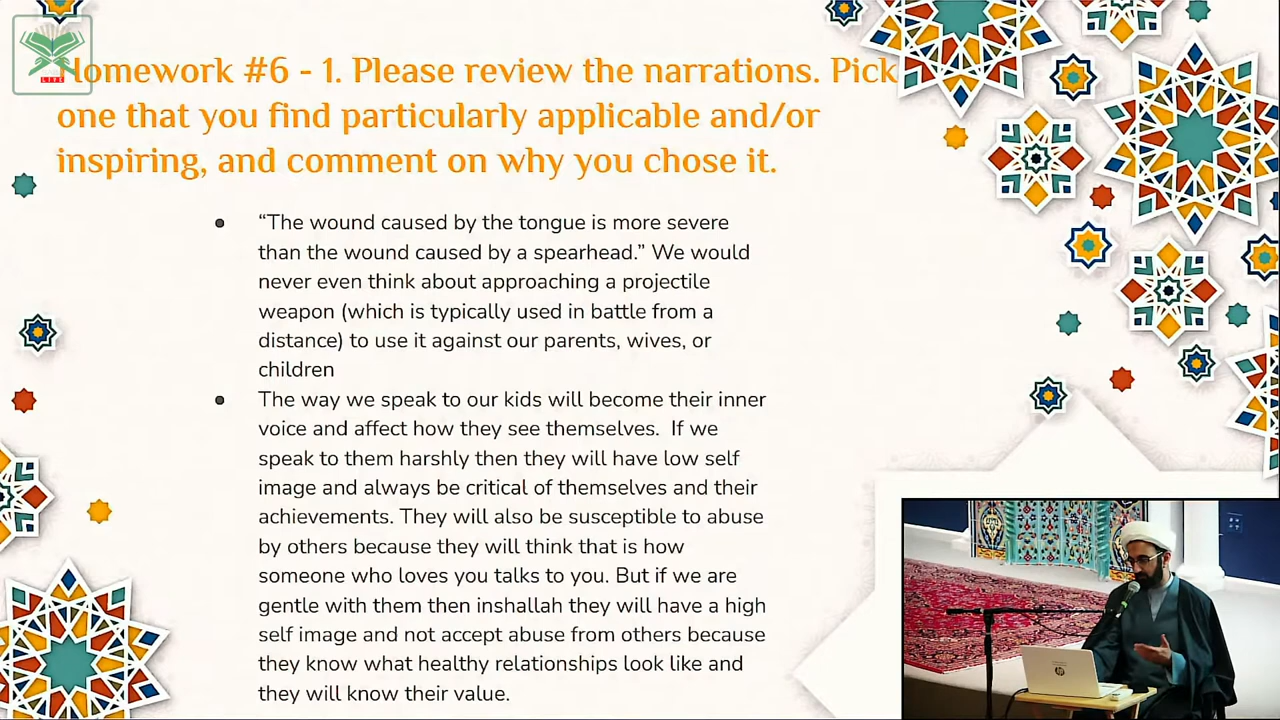 LIVE
Homework #6 - 1. Please review the narrations. Pick
one that you find particularly applicable and/or
inspiring, and comment on why you chose it.
● “The wound caused by the tongue is more severe
than the wound caused by a spearhead.” We would
never even think about approaching a projectile
weapon (which is typically used in battle from a
distance) to use it against our parents, wives, or
children
● The way we speak to our kids will become their inner
voice and affect how they see themselves.  If we
speak to them harshly then they will have low self
image and always be critical of themselves and their
achievements. They will also be susceptible to abuse
by others because they will think that is how
someone who loves you talks to you. But if we are
gentle with them then inshallah they will have a high
self image and not accept abuse from others because
they know what healthy relationships look like and
they will know their value.
hp